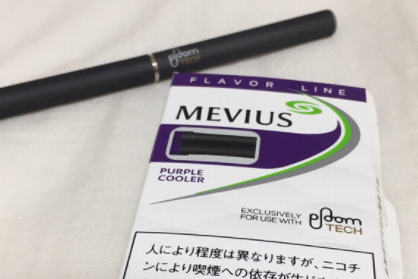 Ploom
TECH
FLAVOR LINE
MEVIUS
PURPLE
COOLER
EXCLUSIVELY
FOR USE WITH
Ploom
TECH
人により程度は異なりますが、ニコチ
ンにより喫煙への依存が生じ